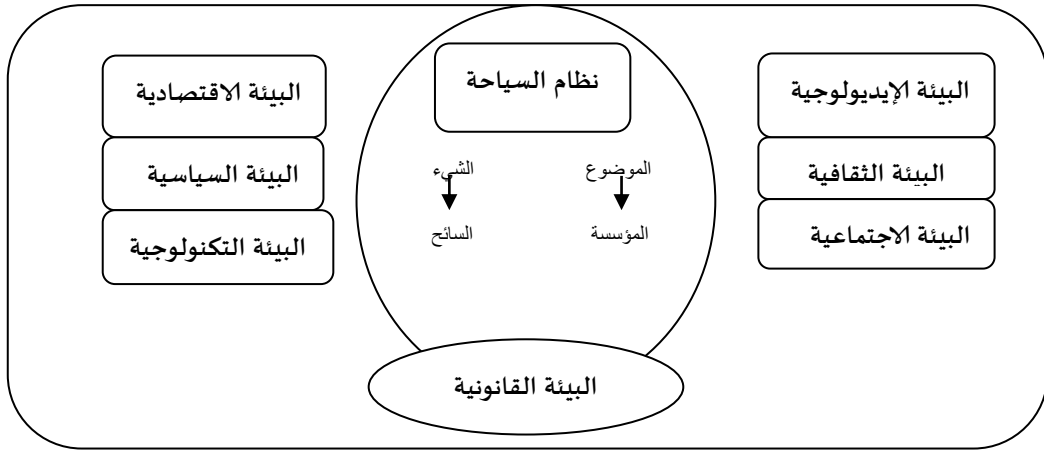 نظام السياحة
البيئة الإيديولوجية
البيئة الثقافية
البيئة الاجتماعية
الموضوع
المؤسسة
الشيء
السائح
البيئة الاقتصادية
البيئة السياسية
البيئة التكنولوجية
البيئة القانونية